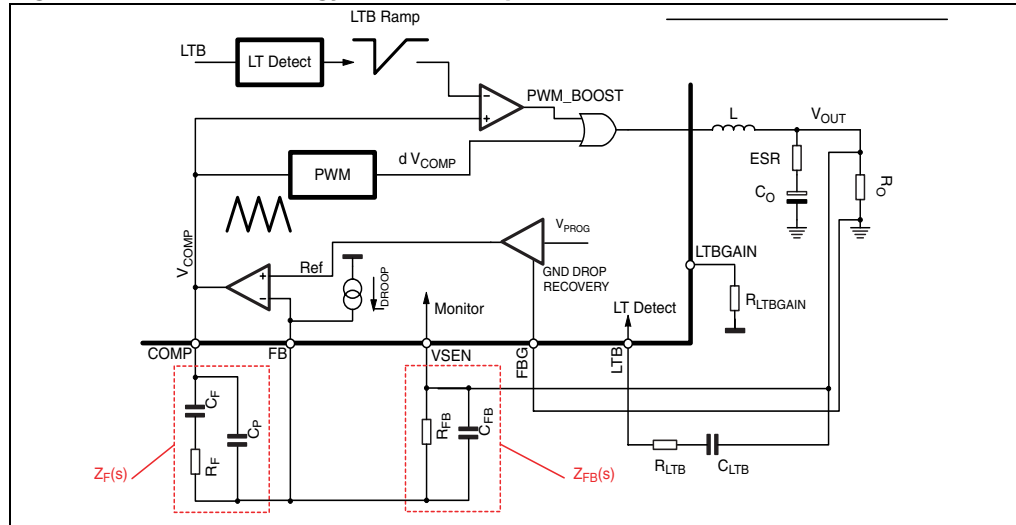 LTB Ramp
LTB
LT Detect
PWM_BOOST
L
VOUT
ESR
CO
RO
d VCOMP
PWM
VCOMP
VPROG
Ref
GND DROP
RECOVERY
IDROOP
Monitor
LT Detect
LTBGAIN
RLTBGAIN
COMP
FB
VSEN
FBG
LTB
CF
CP
RF
RFB
CFB
RLTB
CLTB
ZF(s)
ZFB(s)